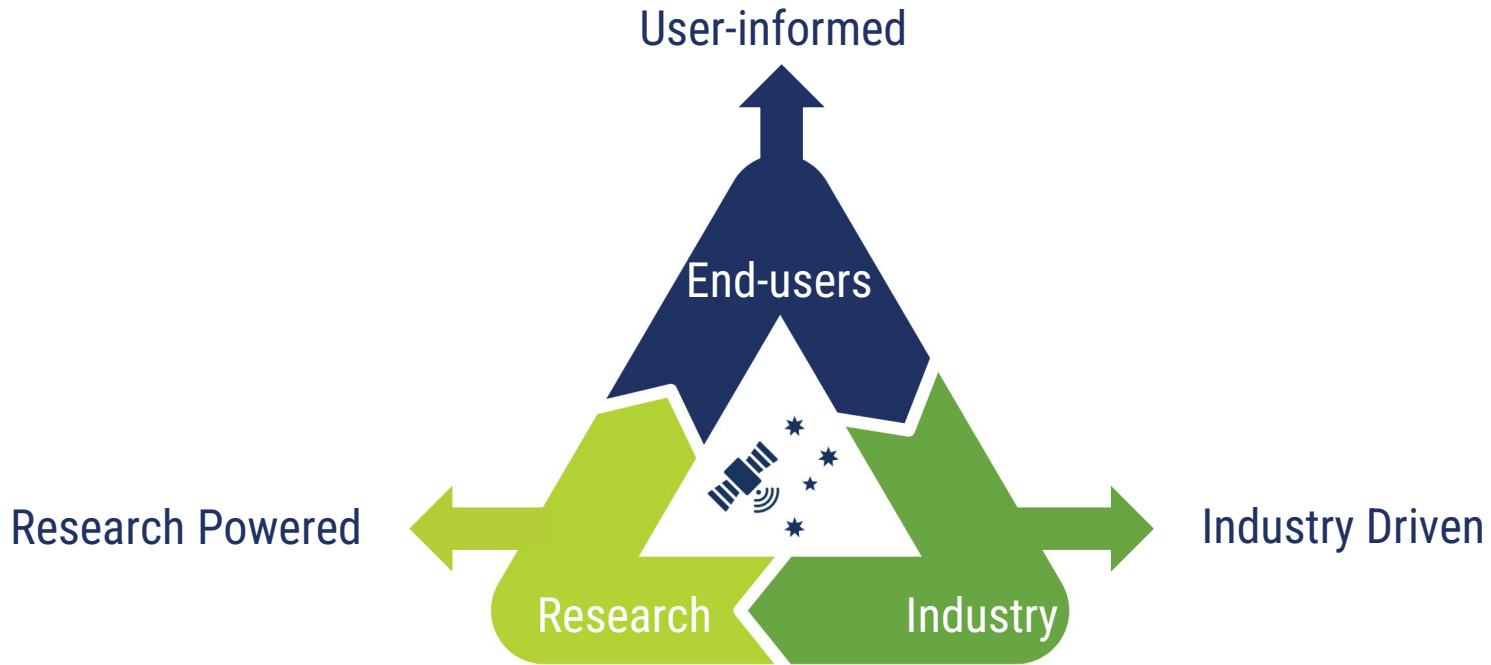 User-informed
End-users
Research Powered
Industry Driven
Research
Industry